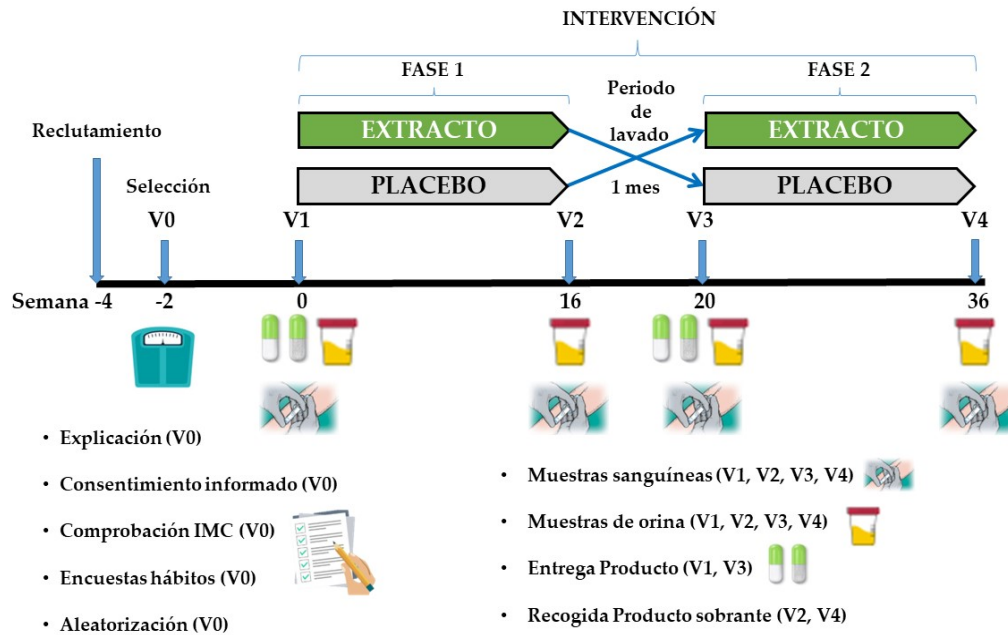 INTERVENCIÓN
FASE 1
Periodo
de
lavado
FASE 2
Reclutamiento
EXTRACTO
EXTRACTO
Selección
PLACEBO
1 mes
PLACEBO
V0
V1
V2
V3
V4
Semana -4
-2
0
16
20
36
• Explicación (V0)
• Consentimiento informado (V0)
• Comprobación IMC (V0)
• Encuestas hábitos (V0)
• Aleatorización (V0)
• Muestras sanguíneas (V1, V2, V3, V4)
• Muestras de orina (V1, V2, V3, V4)
• Entrega Producto (V1, V3)
• Recogida Producto sobrante (V2, V4)